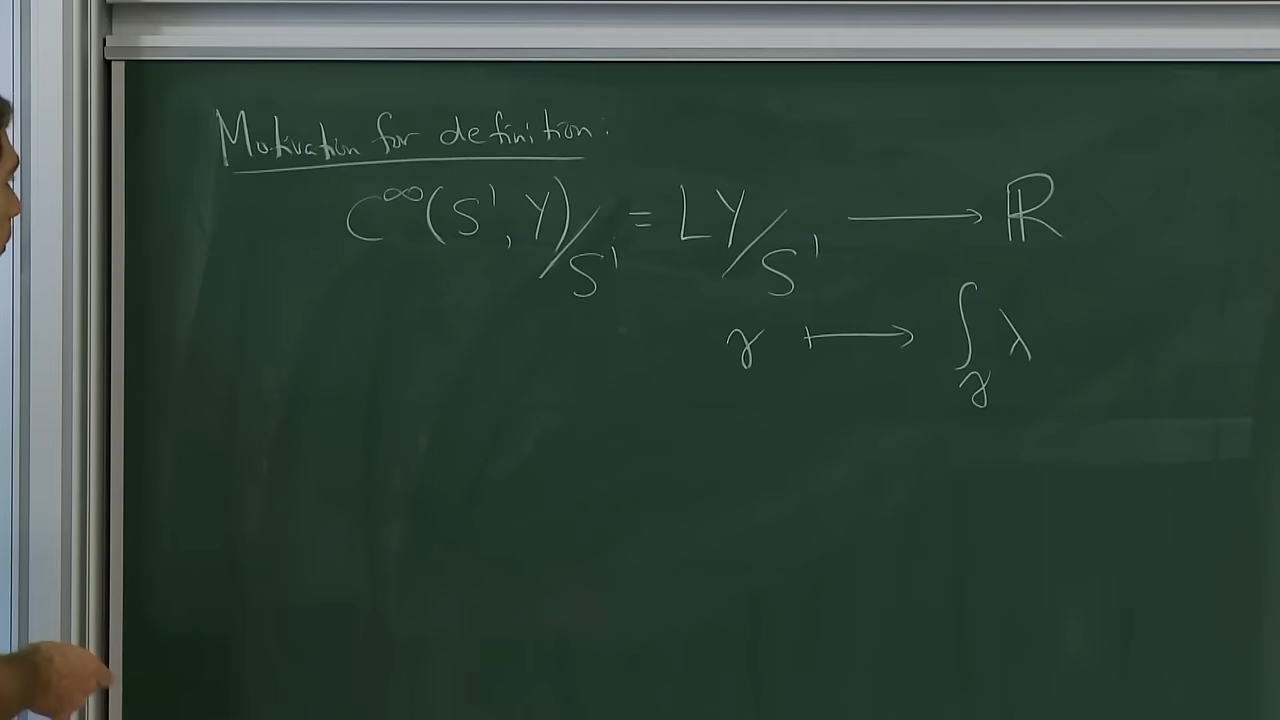 Motivation for definition:
C^∞(S¹, Y)/S¹ = LY/S¹ ⟶ ℝ
γ ⟼ ∫_γ λ